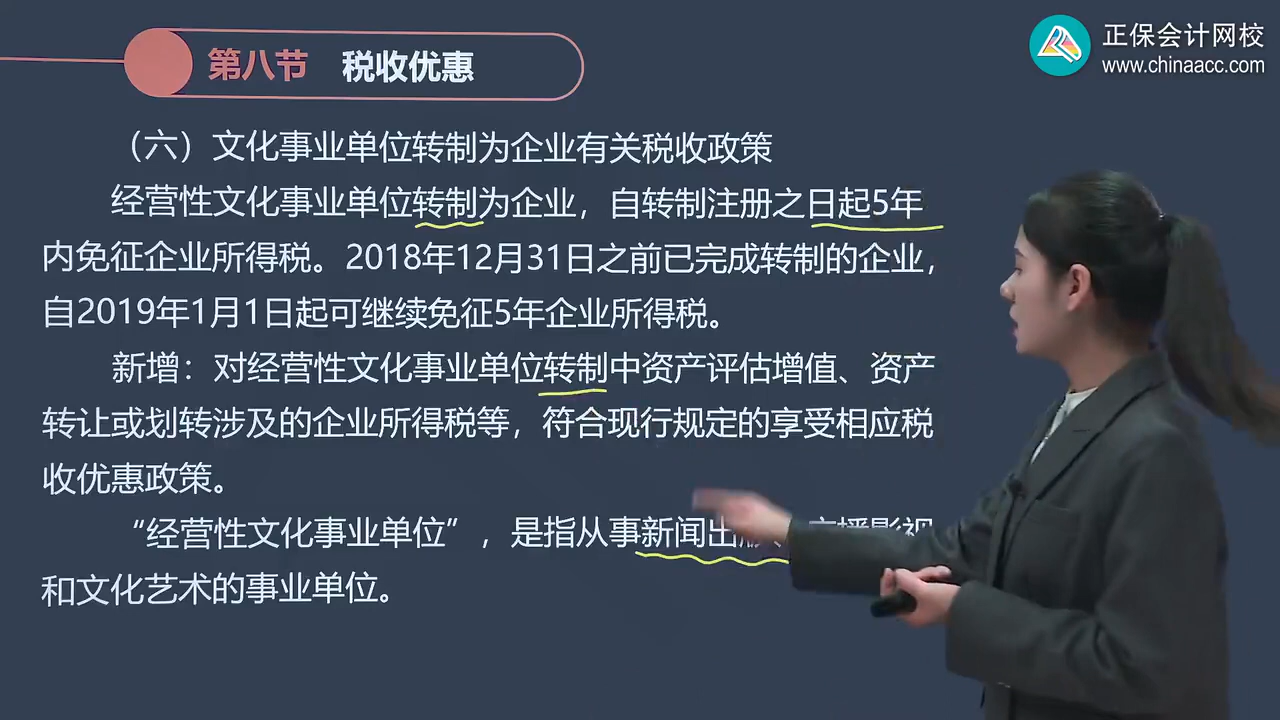 第八节 税收优惠
正保会计网校
www.chinaacc.com
（六）文化事业单位转制为企业有关税收政策
经营性文化事业单位转制为企业，自转制注册之日起5年
内免征企业所得税。2018年12月31日之前已完成转制的企业，
自2019年1月1日起可继续免征5年企业所得税。
新增：对经营性文化事业单位转制中资产评估增值、资产
转让或划转涉及的企业所得税等，符合现行规定的享受相应税
收优惠政策。
“经营性文化事业单位”，是指从事新闻出
和文化艺术的事业单位。